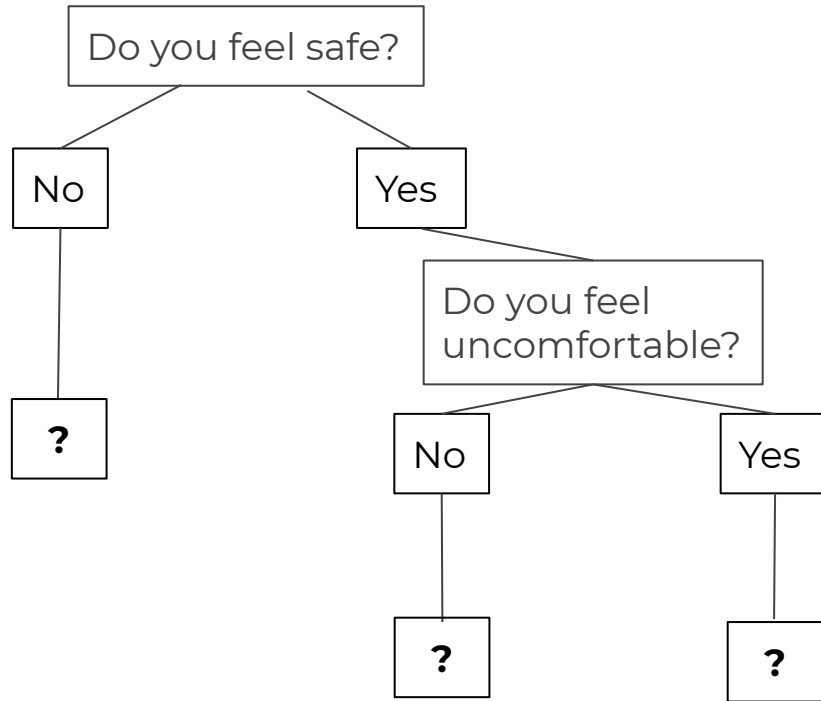 Do you feel safe?
No
Yes
Do you feel
uncomfortable?
?
No
Yes
?
?